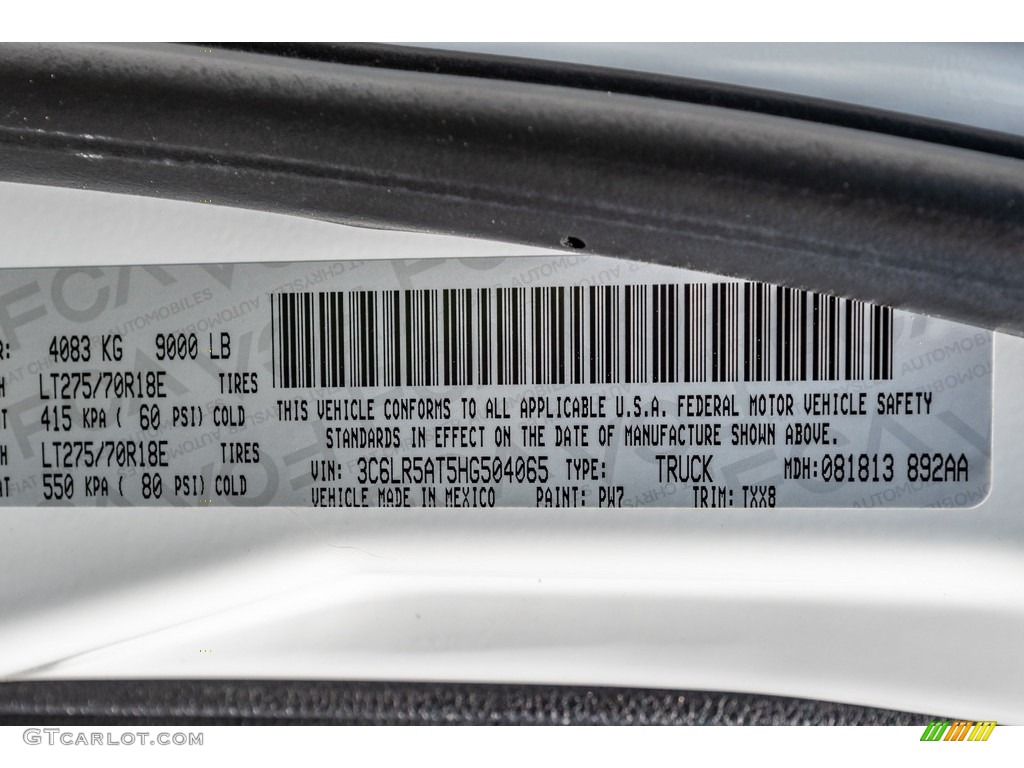 R: 4083 KG 9000 LB
H LT275/70R18E TIRES
T 415 KPA ( 60 PSI) COLD
H LT275/70R18E TIRES
AT 550 KPA ( 80 PSI) COLD
THIS VEHICLE CONFORMS TO ALL APPLICABLE U.S.A. FEDERAL MOTOR VEHICLE SAFETY
STANDARDS IN EFFECT ON THE DATE OF MANUFACTURE SHOWN ABOVE.
VIN: 3C6LR5AT5HG504065 TYPE: TRUCK MDH:081813 892AA
VEHICLE MADE IN MEXICO PAINT: PW7 TRIM: TXX8
GTcarlot.com